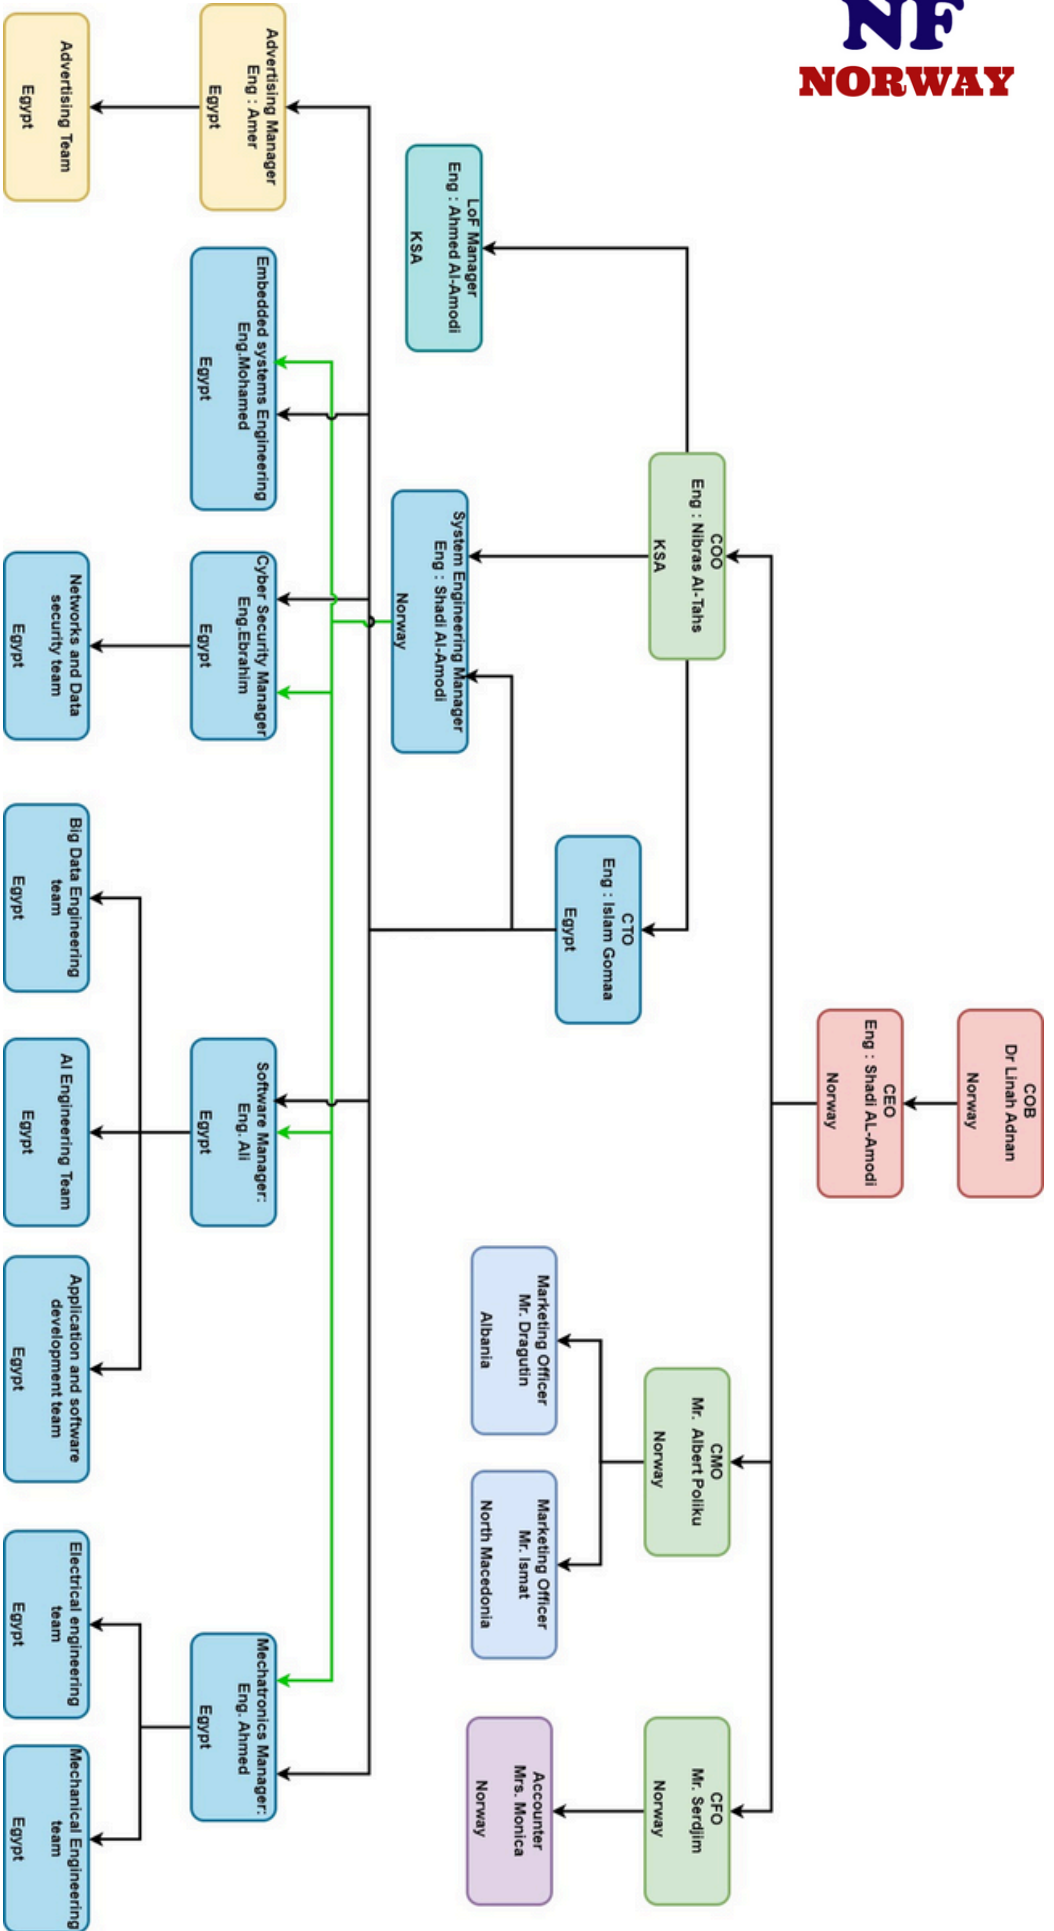 NF
NORWAY
COB
Dr Linah Adnan
Norway
CEO
Eng : Shadi AL-Amodi
Norway
COO
Eng : Nibras Al-Tahs
KSA
CMO
Mr. Albert Poliku
Norway
CFO
Mr. Serdjim
Norway
LoF Manager
Eng : Ahmed Al-Amodi
KSA
System Engineering Manager
Eng : Shadi Al-Amodi
Norway
CTO
Eng : Islam Gomaa
Egypt
Marketing Officer
Mr. Dragutin
Albania
Marketing Officer
Mr. Ismat
North Macedonia
Accounter
Mrs. Monica
Norway
Advertising Manager
Eng : Amer
Egypt
Embedded systems Engineering
Eng.Mohamed
Egypt
Cyber Security Manager
Eng.Ebrahim
Egypt
Software Manager:
Eng. Ali
Egypt
Mechatronics Manager:
Eng. Ahmed
Egypt
Advertising Team
Egypt
Networks and Data
security team
Egypt
Big Data Engineering
team
Egypt
AI Engineering Team
Egypt
Application and software
development team
Egypt
Electrical engineering
team
Egypt
Mechanical Engineering
team
Egypt